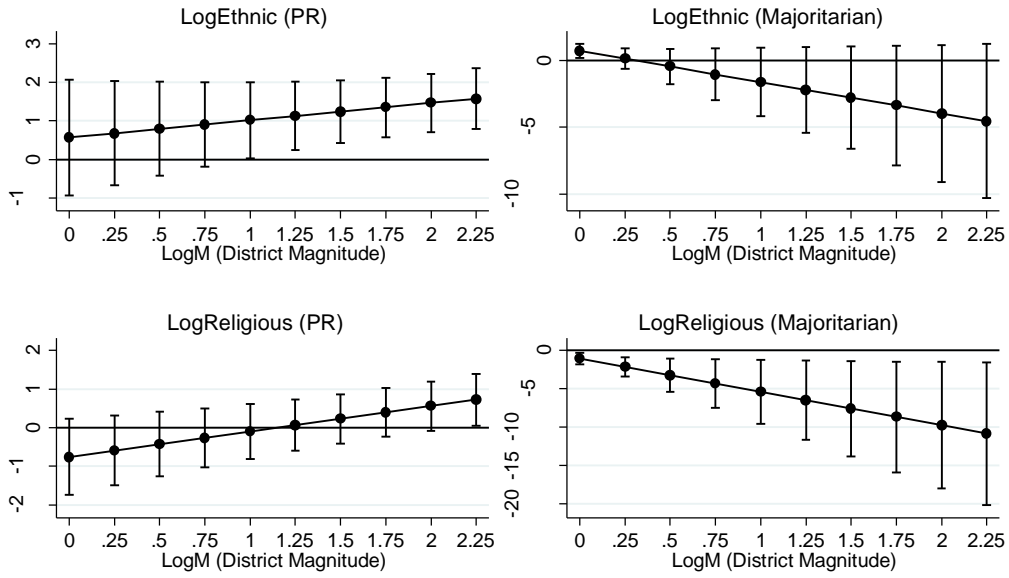 LogEthnic (PR)
3
2
1
0
-1
0 .25 .5 .75 1 1.25 1.5 1.75 2 2.25
LogM (District Magnitude)
LogEthnic (Majoritarian)
0
-5
-10
0 .25 .5 .75 1 1.25 1.5 1.75 2 2.25
LogM (District Magnitude)
LogReligious (PR)
2
1
0
-1
-2
0 .25 .5 .75 1 1.25 1.5 1.75 2 2.25
LogM (District Magnitude)
LogReligious (Majoritarian)
0
-5
-10
-15
-20
0 .25 .5 .75 1 1.25 1.5 1.75 2 2.25
LogM (District Magnitude)